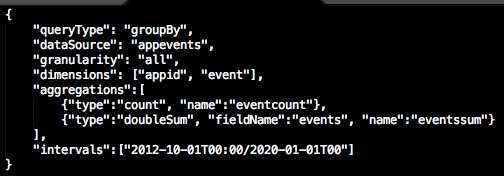 {
"queryType": "groupBy",
"dataSource": "appevents",
"granularity": "all",
"dimensions": ["appid", "event"],
"aggregations":[
{"type":"count", "name":"eventcount"},
{"type":"doubleSum", "fieldName":"events", "name":"eventssum"}
],
"intervals":["2012-10-01T00:00/2020-01-01T00"]
}